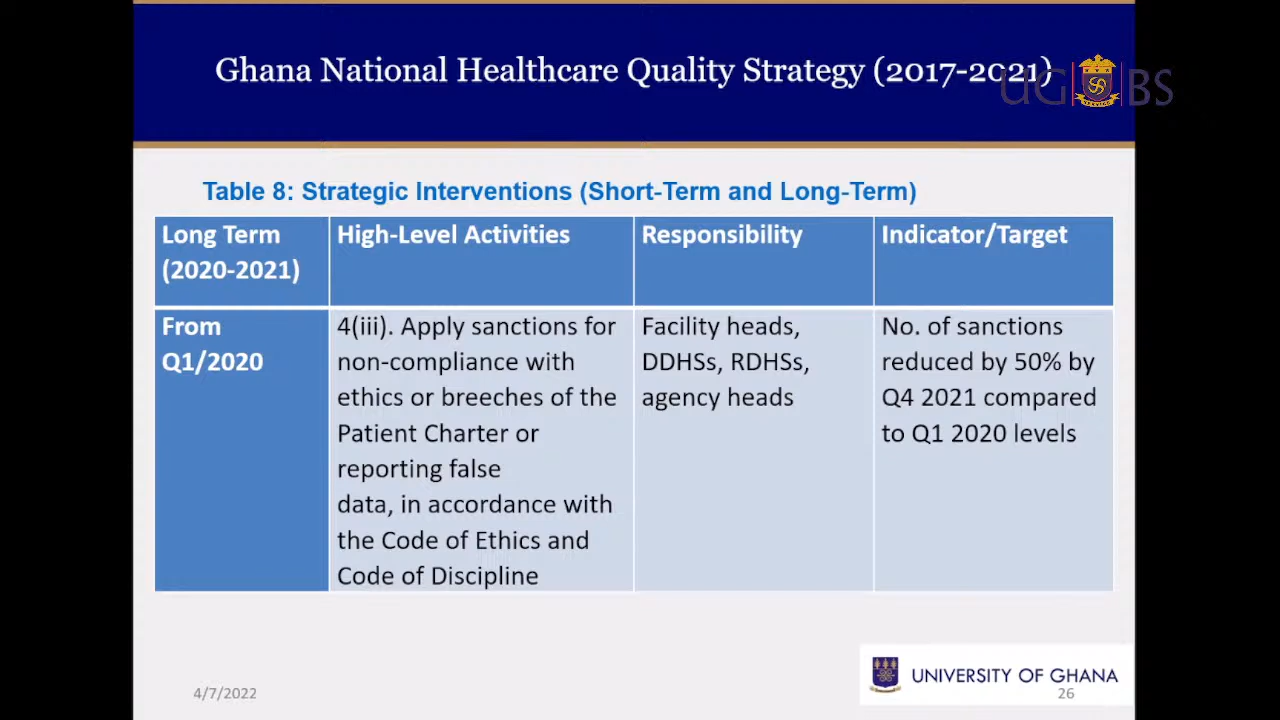 Ghana National Healthcare Quality Strategy (2017-2021)
UG BS
Table 8: Strategic Interventions (Short-Term and Long-Term)
Long Term
(2020-2021)
High-Level Activities
Responsibility
Indicator/Target
From
Q1/2020
4(iii). Apply sanctions for
non-compliance with
ethics or breeches of the
Patient Charter or
reporting false
data, in accordance with
the Code of Ethics and
Code of Discipline
Facility heads,
DDHSs, RDHSs,
agency heads
No. of sanctions
reduced by 50% by
Q4 2021 compared
to Q1 2020 levels
4/7/2022
UNIVERSITY OF GHANA
26